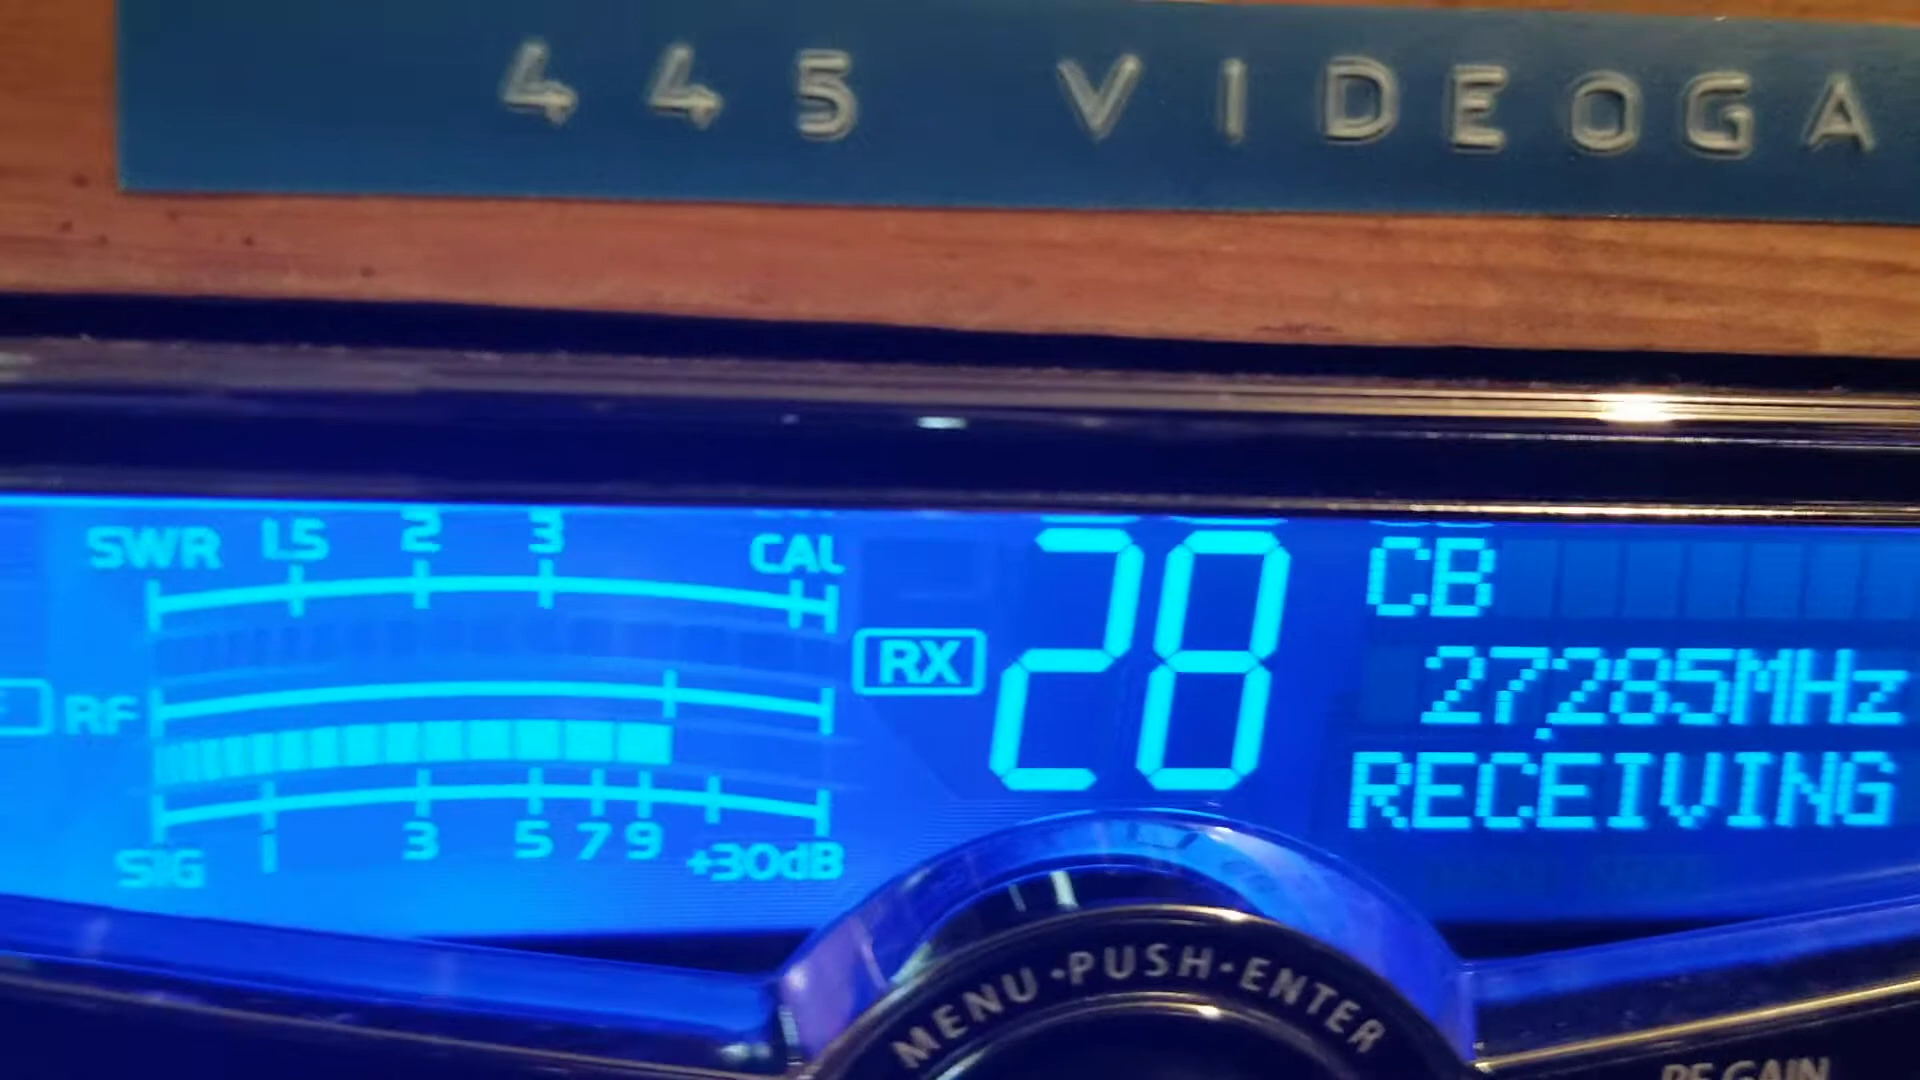 445 VIDEOGA
SWR 1.5 2 3 CAL
RF
SIG 1 3 5 7 9 +30dB
RX
28
CB
27.285MHz
RECEIVING
MENU·PUSH·ENTER
RF GAIN